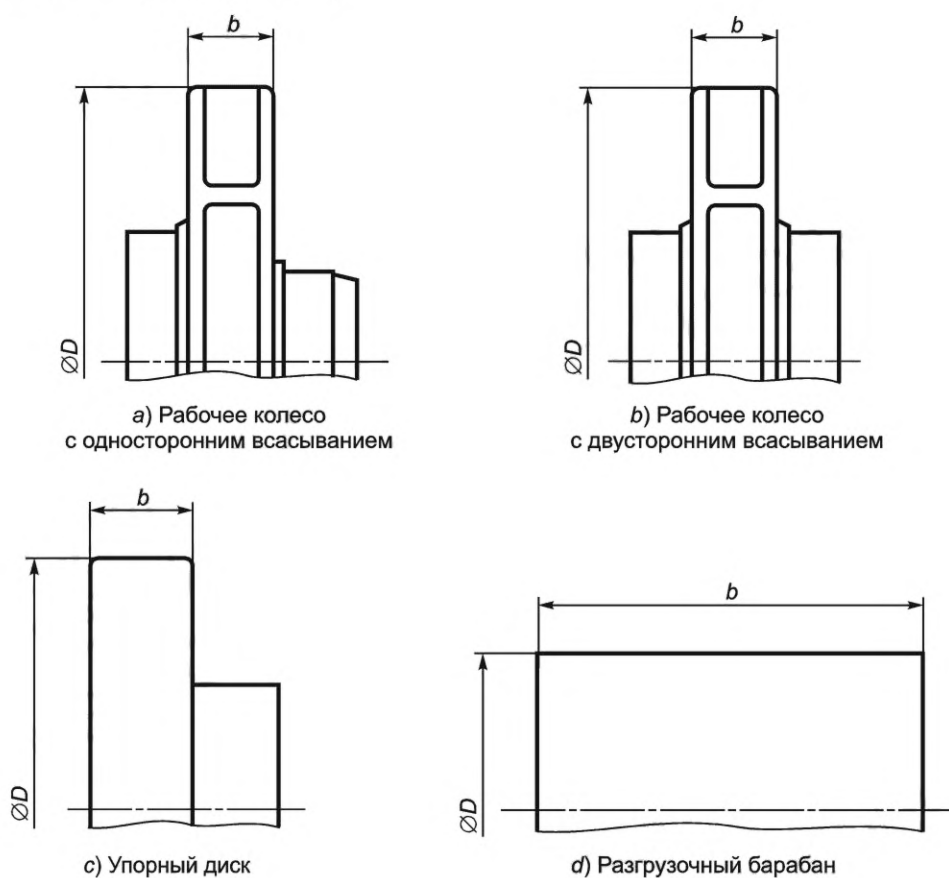 b
b
ØD
ØD
a) Рабочее колесо
с односторонним всасыванием
b) Рабочее колесо
с двусторонним всасыванием
b
b
ØD
ØD
c) Упорный диск
d) Разгрузочный барабан